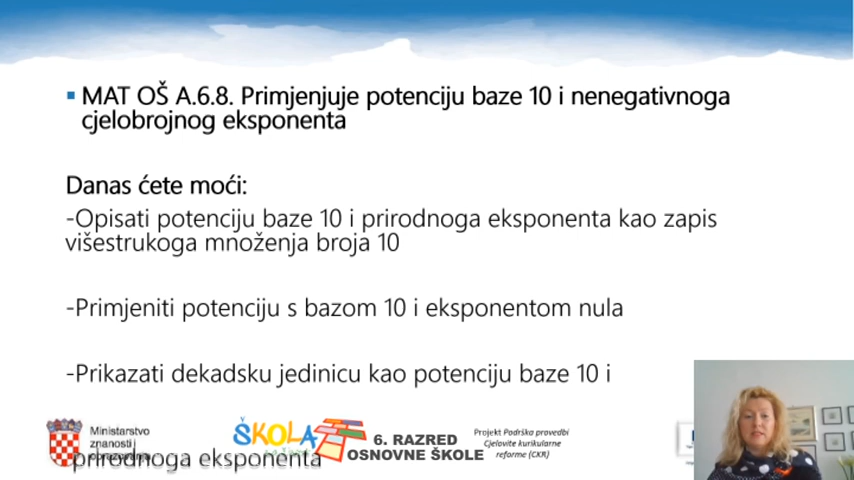 MAT OŠ A.6.8. Primjenjuje potenciju baze 10 i nenegativnoga
cjelobrojnog eksponenta
Danas ćete moći:
-Opisati potenciju baze 10 i prirodnoga eksponenta kao zapis
višestrukoga množenja broja 10
-Primjeniti potenciju s bazom 10 i eksponentom nula
-Prikazati dekadsku jedinicu kao potenciju baze 10 i
prirodnoga eksponenta
Ministarstvo
znanosti
ŠKOLA
6. RAZRED
OSNOVNE ŠKOLE
Projekt Podrška provedbi
Cjelovite kurikularne
reforme (CKR)